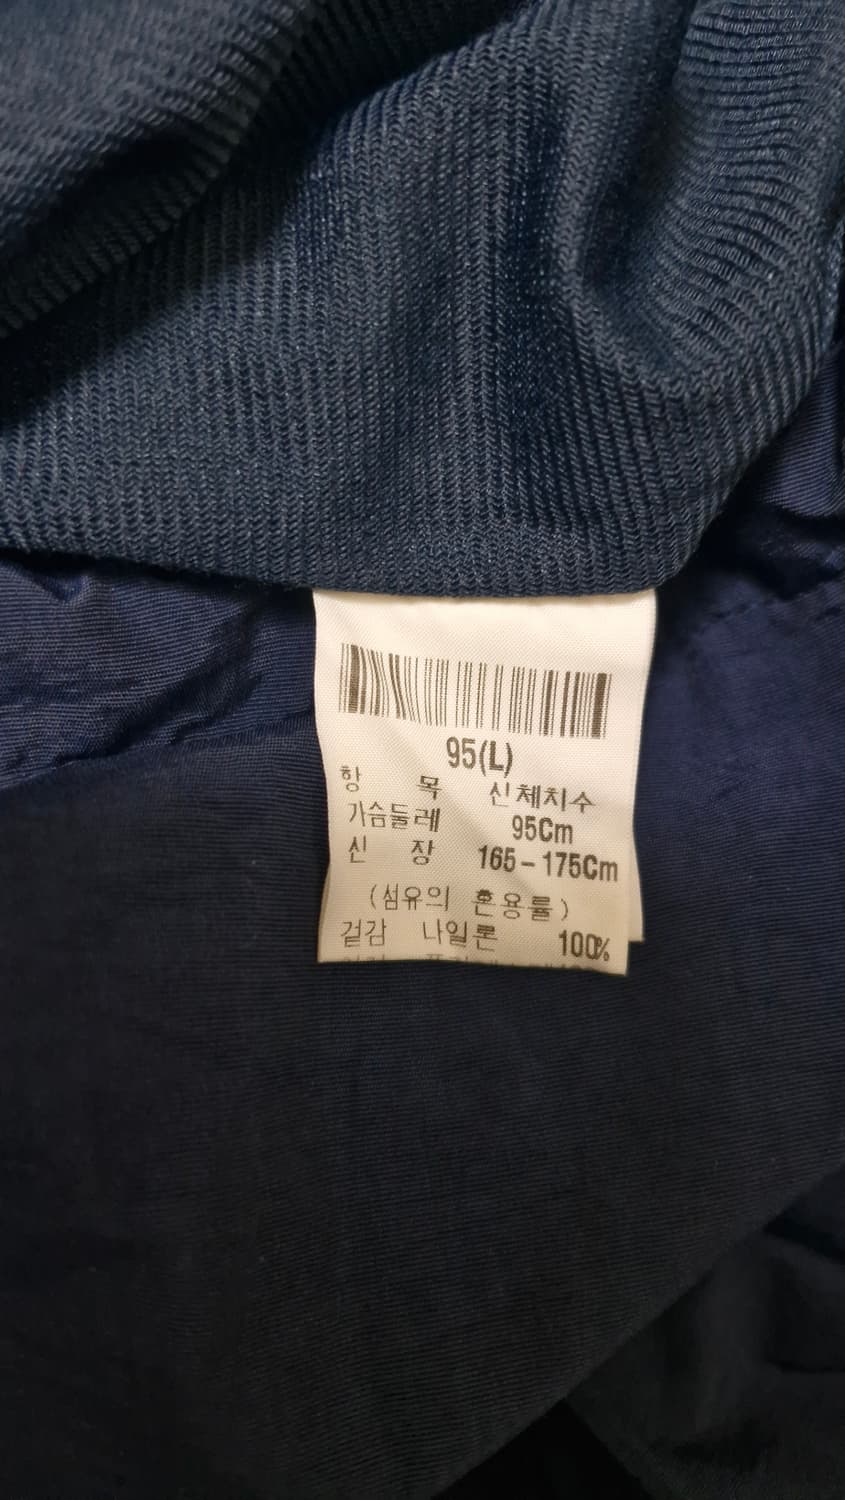 95(L)
항 목 신체치수
가슴둘레 95Cm
신 장 165-175Cm
(섬유의 혼용률)
겉감 나일론 100%